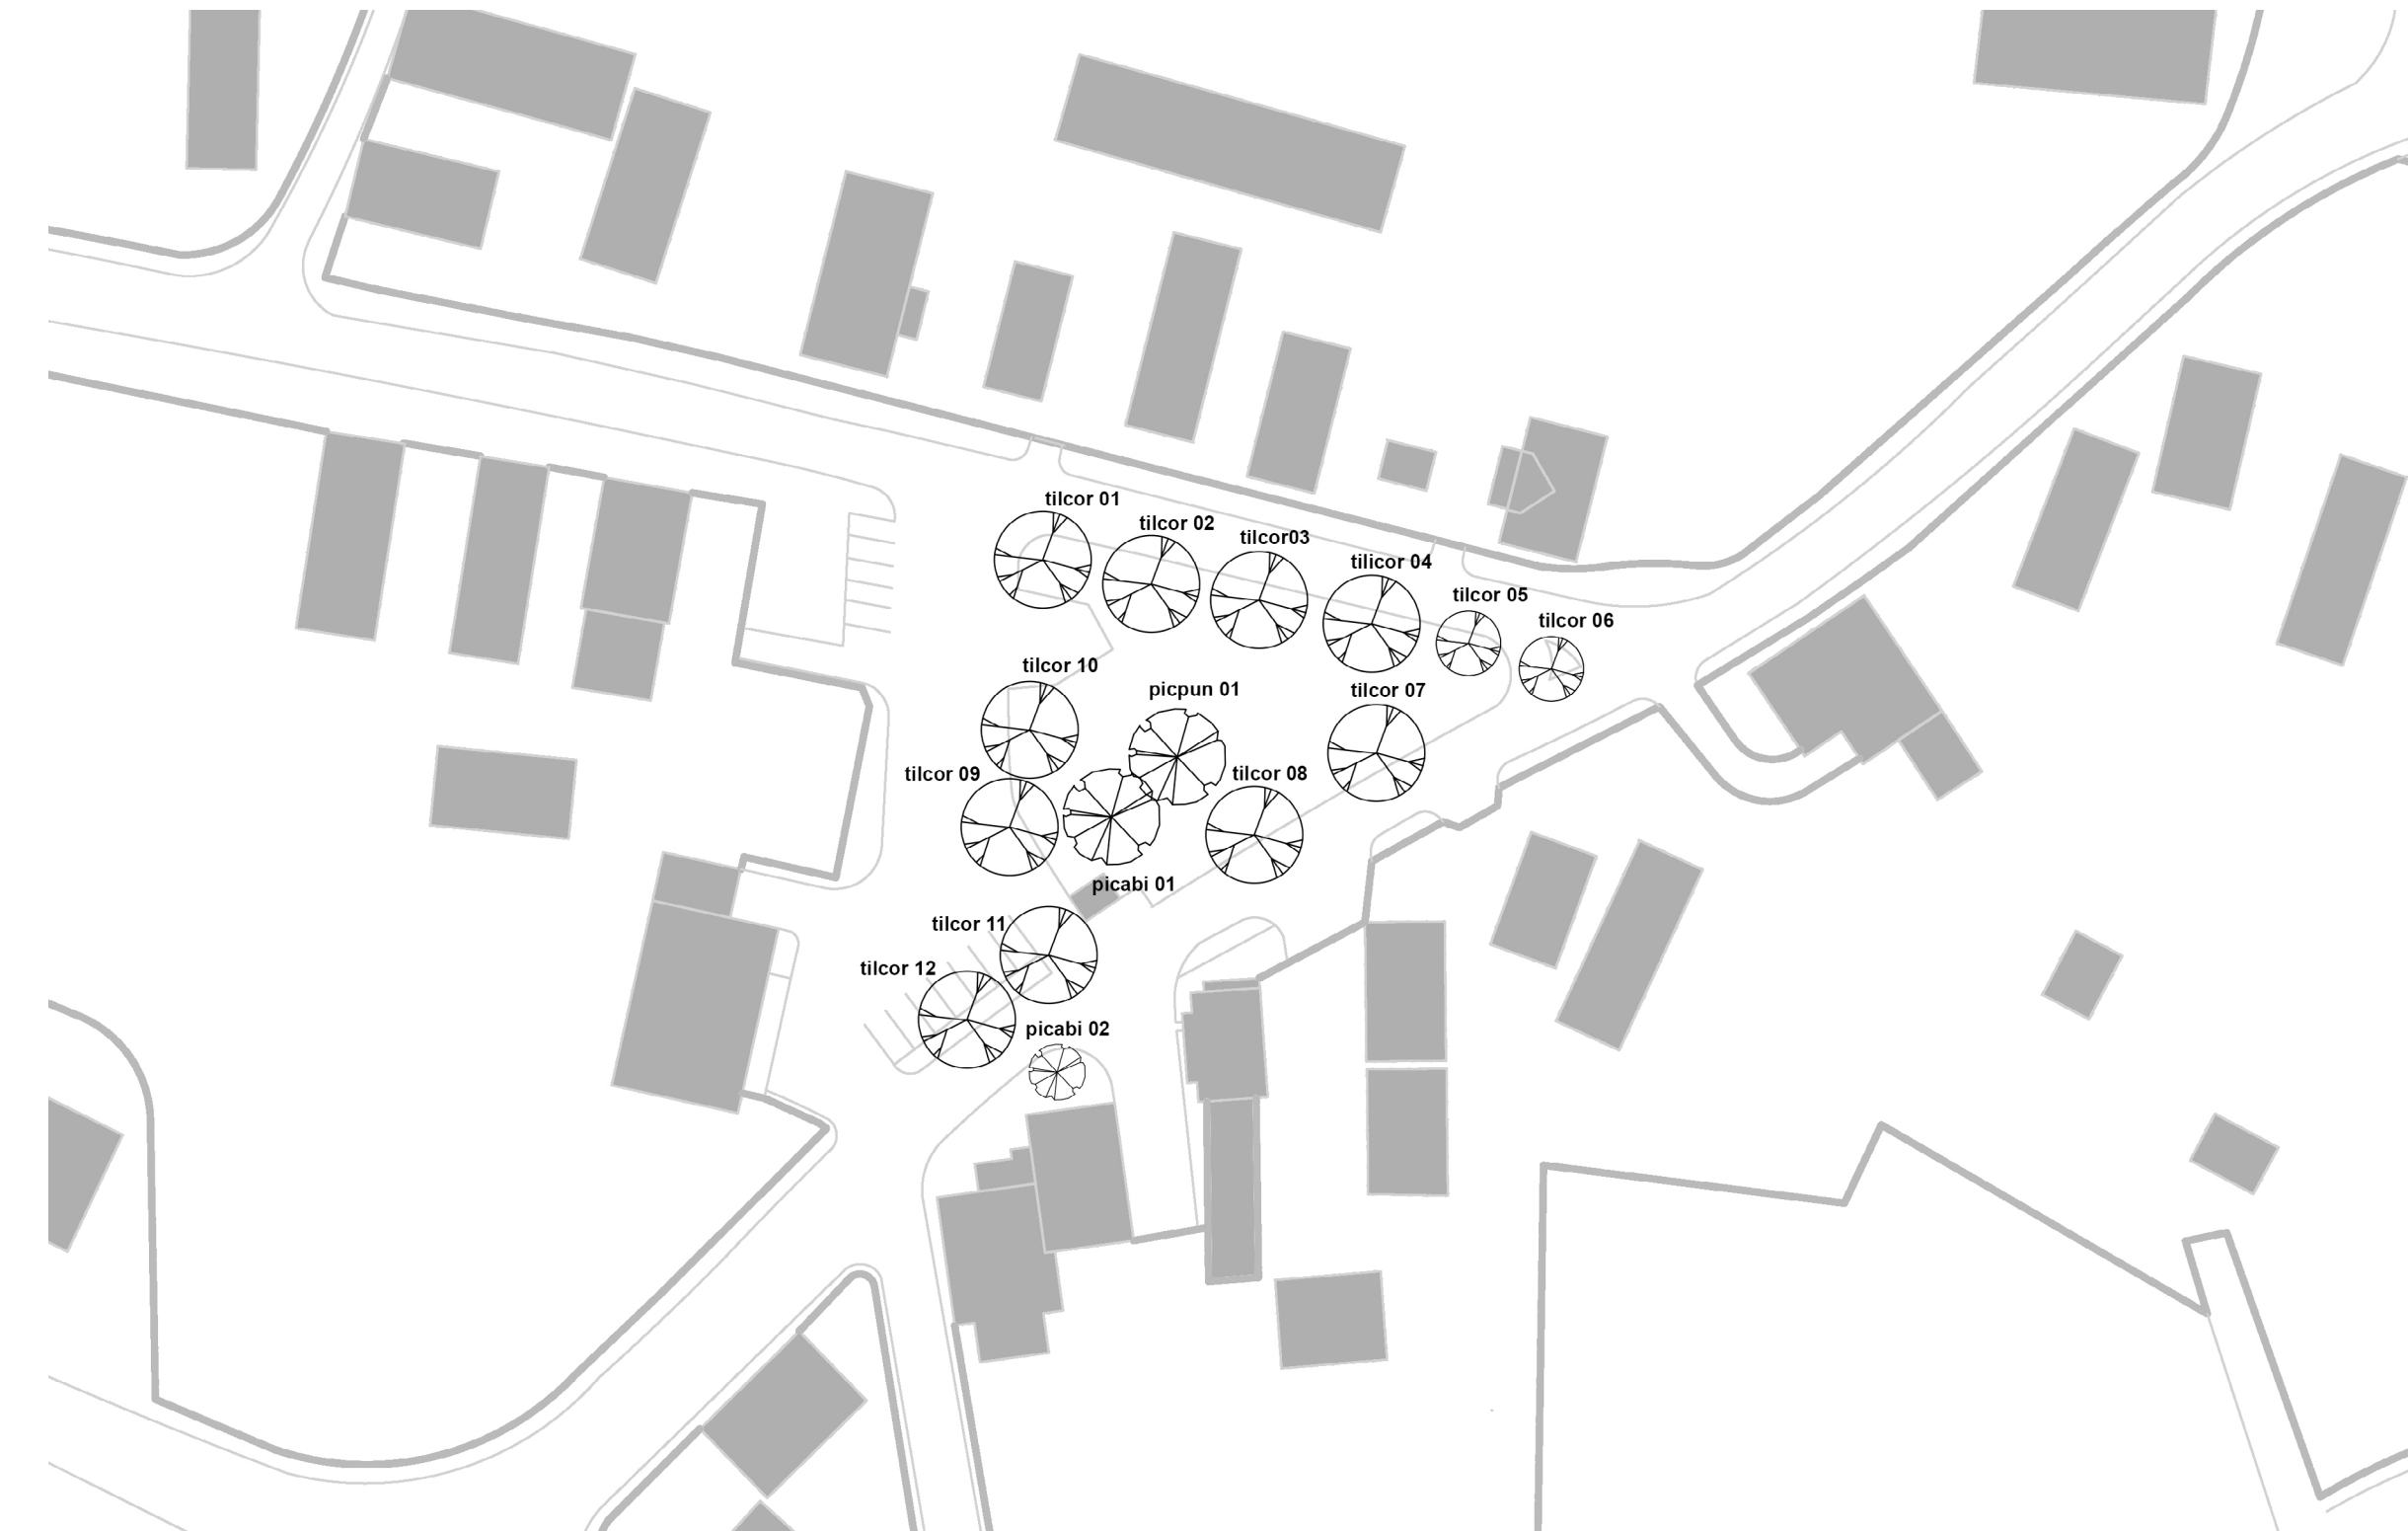 tilcor 01
tilcor 02
tilcor03
tilicor 04
tilcor 05
tilcor 06
tilcor 10
picpun 01
tilcor 07
tilcor 09
tilcor 08
picabi 01
tilcor 11
tilcor 12
picabi 02